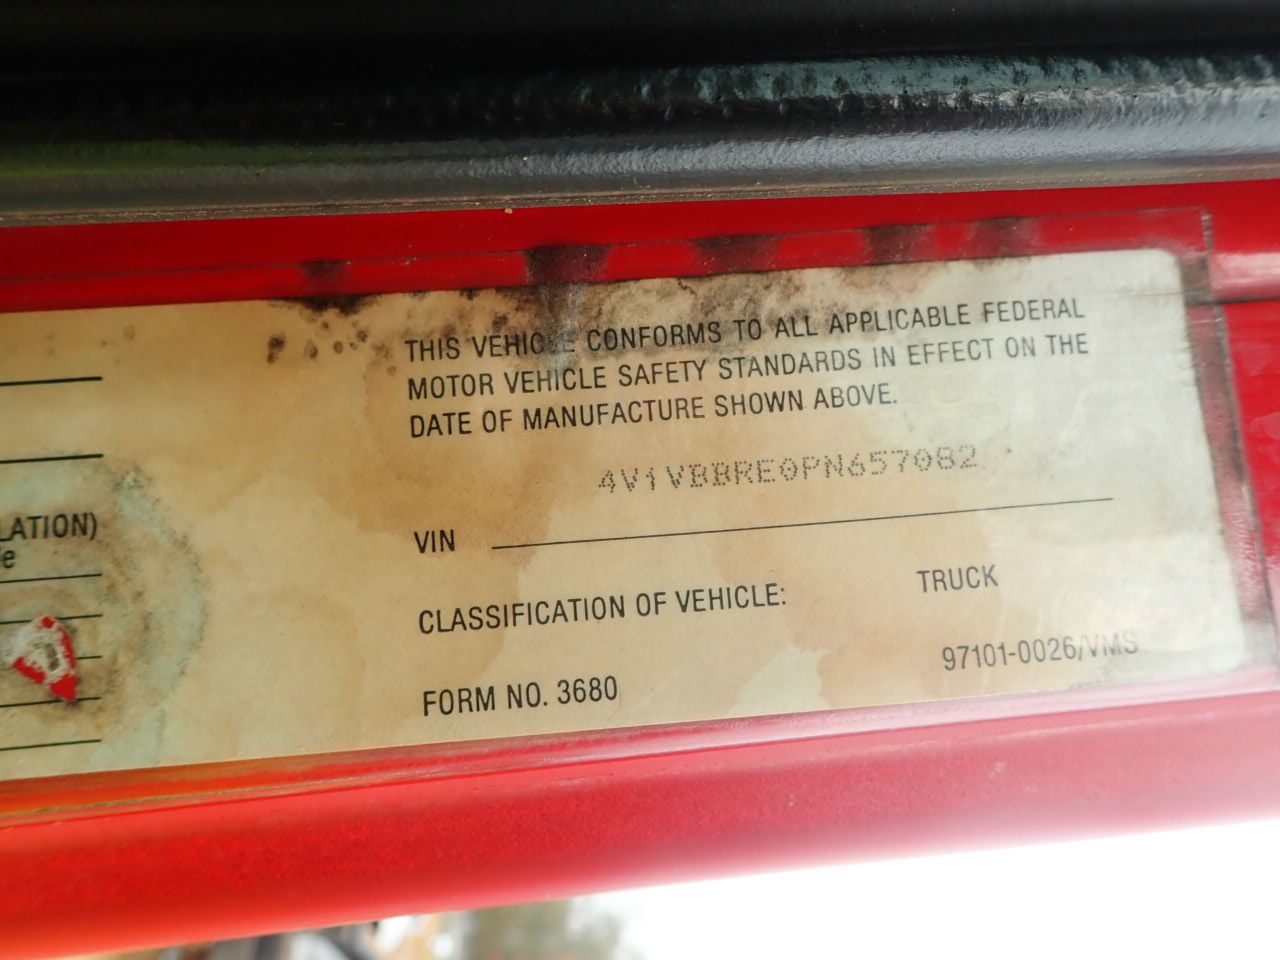 THIS VEHICLE CONFORMS TO ALL APPLICABLE FEDERAL
MOTOR VEHICLE SAFETY STANDARDS IN EFFECT ON THE
DATE OF MANUFACTURE SHOWN ABOVE.
4V1VBBRE0PN657082
VIN
LATION)
e
CLASSIFICATION OF VEHICLE: TRUCK
FORM NO. 3680 97101-0026/VMS